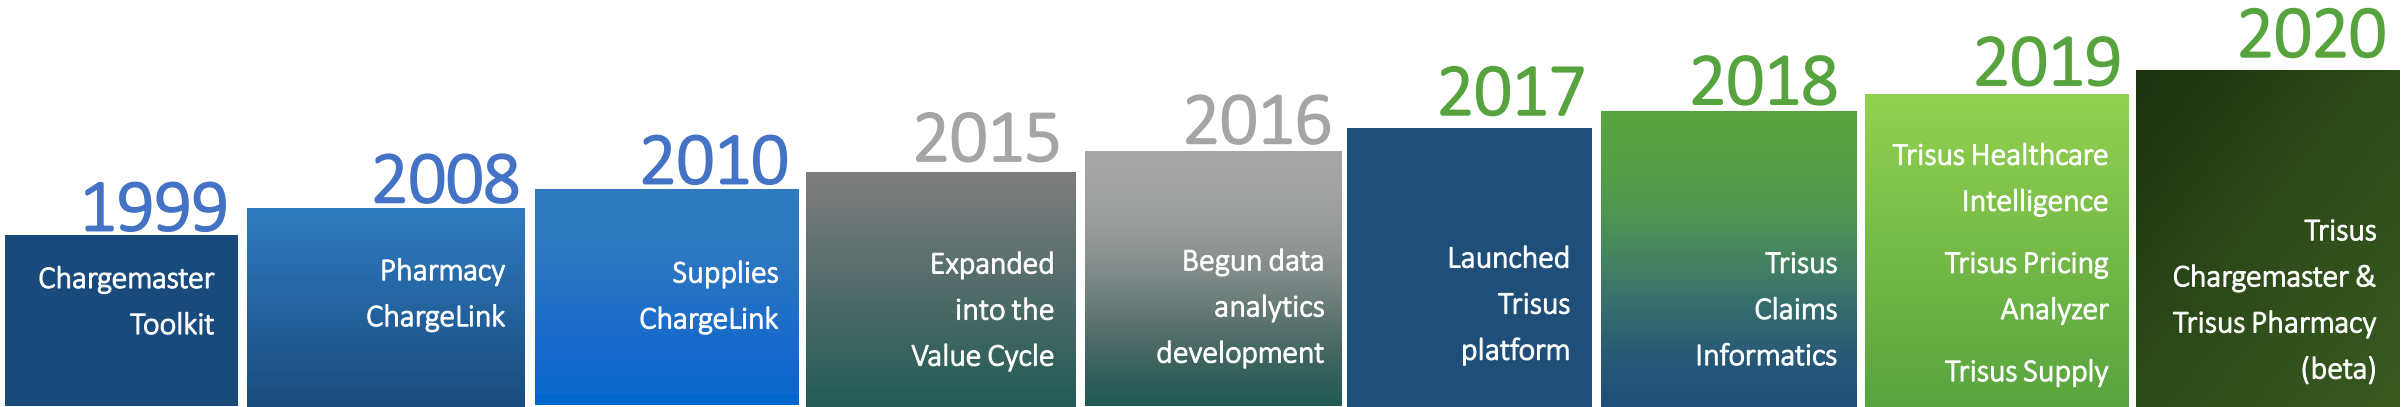 1999
Chargemaster
Toolkit
2008
Pharmacy
ChargeLink
2010
Supplies
ChargeLink
2015
Expanded
into the
Value Cycle
2016
Begun data
analytics
development
2017
Launched
Trisus
platform
2018
Trisus
Claims
Informatics
2019
Trisus Healthcare
Intelligence
Trisus Pricing
Analyzer
Trisus Supply
2020
Trisus
Chargemaster &
Trisus Pharmacy
(beta)